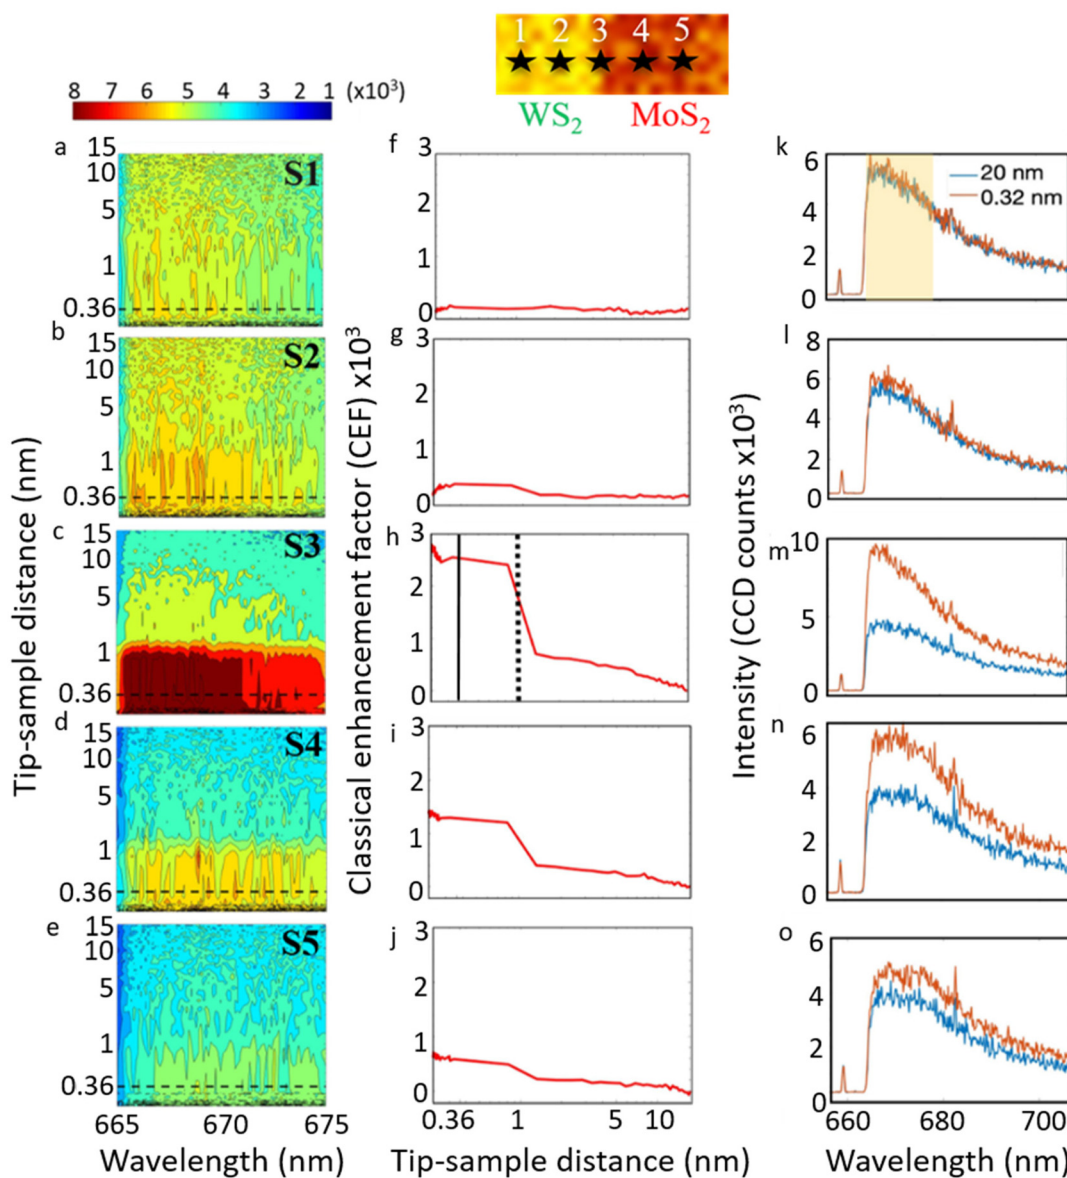 1 2 3 4 5
WS2 MoS2
8 7 6 5 4 3 2 1 (x10³)
a
15
10
5
1
0.36
S1
b
15
10
5
1
0.36
S2
c
15
10
5
1
0.36
S3
d
15
10
5
1
0.36
S4
e
15
10
5
1
0.36
S5
665 670 675
Wavelength (nm)
Tip-sample distance (nm)
f
3
2
1
0
g
3
2
1
0
h
3
2
1
0
i
3
2
1
0
j
3
2
1
0
0.36 1 5 10
Tip-sample distance (nm)
Classical enhancement factor (CEF) x10³
k
6
4
2
0
20 nm
0.32 nm
l
8
6
4
2
0
m
10
5
0
n
6
4
2
0
o
6
4
2
0
660 680 700
Wavelength (nm)
Intensity (CCD counts x10³)